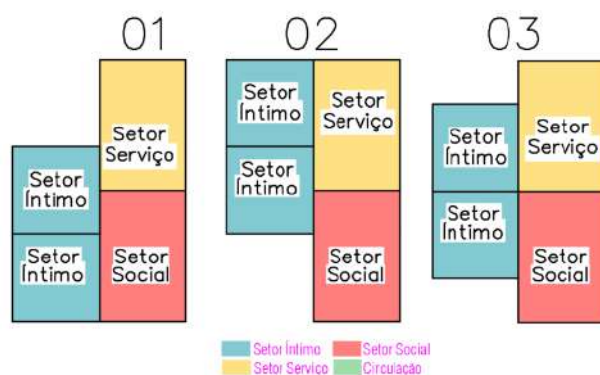 01
02
03
Setor
Serviço
Setor
Íntimo
Setor
Íntimo
Setor
Social
Setor
Íntimo
Setor
Serviço
Setor
Íntimo
Setor
Social
Setor
Íntimo
Setor
Serviço
Setor
Íntimo
Setor
Social
Setor Íntimo
Setor Social
Setor Serviço
Circulação